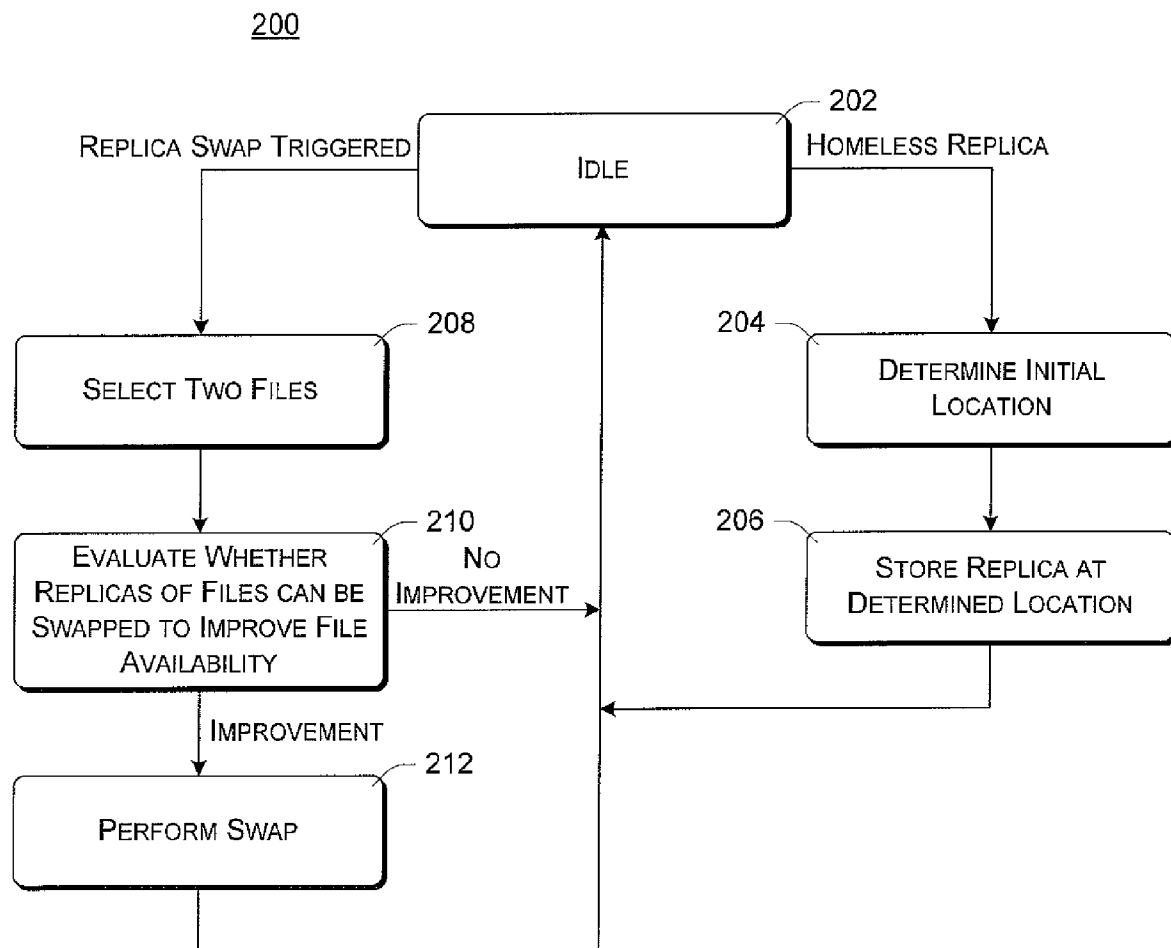 200
202
REPLICA SWAP TRIGGERED
HOMELESS REPLICA
IDLE
208
204
SELECT TWO FILES
DETERMINE INITIAL
LOCATION
210
206
EVALUATE WHETHER
REPLICAS OF FILES CAN BE
SWAPPED TO IMPROVE FILE
AVAILABILITY
NO
IMPROVEMENT
STORE REPLICA AT
DETERMINED LOCATION
IMPROVEMENT
212
PERFORM SWAP